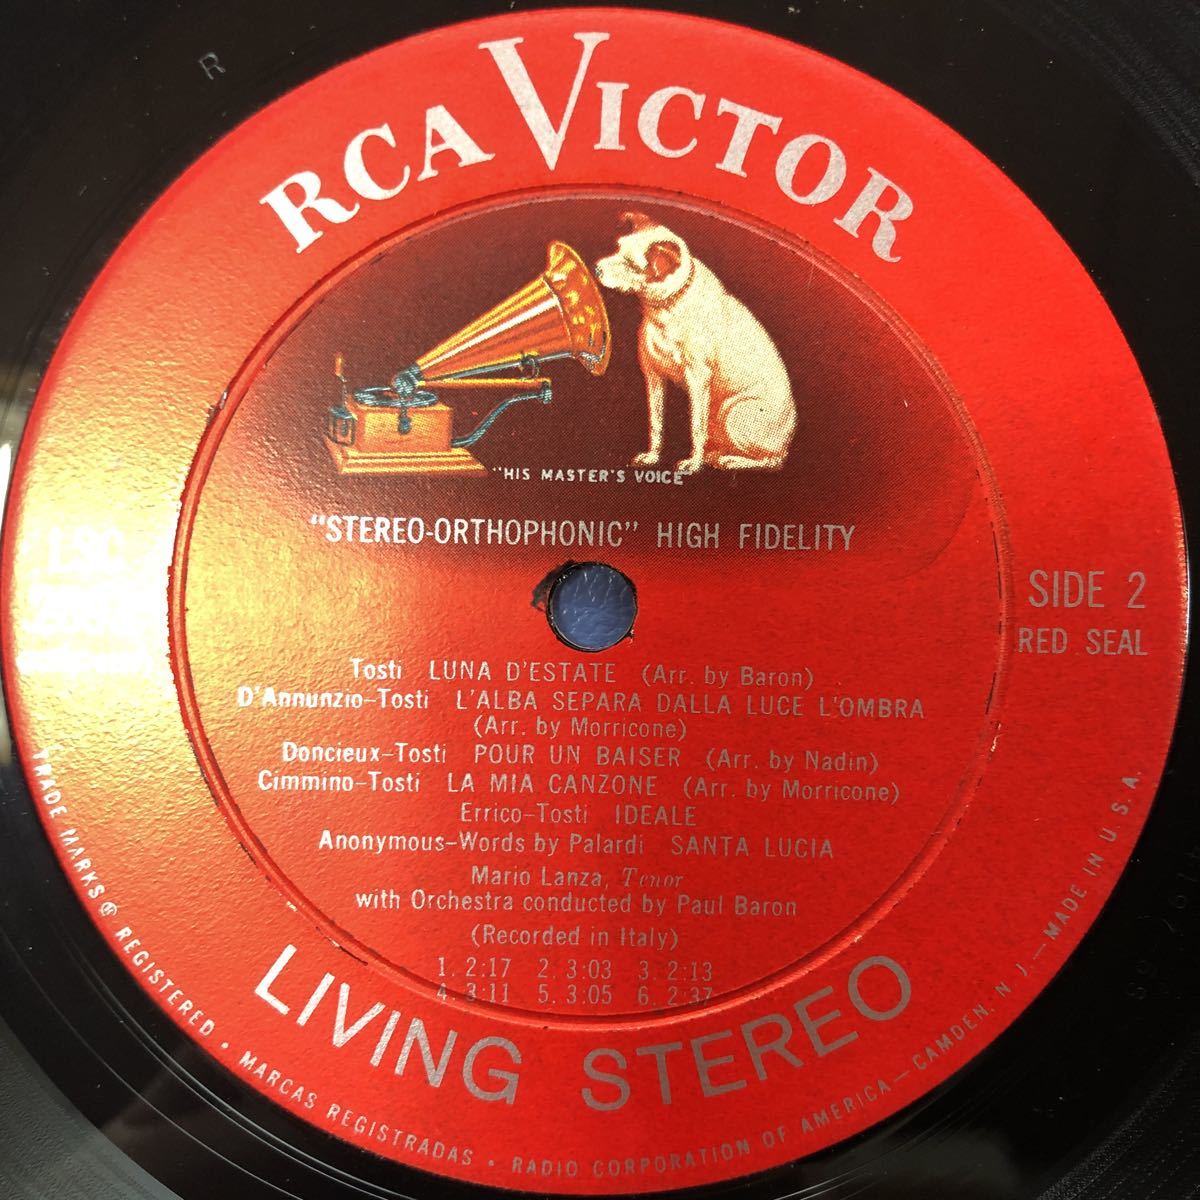 R
RCA VICTOR
"HIS MASTER'S VOICE"
"STEREO-ORTHOPHONIC" HIGH FIDELITY
LSC
SIDE 2
RED SEAL
Tosti LUNA D'ESTATE (Arr. by Baron)
D'Annunzio-Tosti L'ALBA SEPARA DALLA LUCE L'OMBRA
(Arr. by Morricone)
Doncieux-Tosti POUR UN BAISER (Arr. by Nadin)
Cimmino-Tosti LA MIA CANZONE (Arr. by Morricone)
Errico-Tosti IDEALE
Anonymous-Words by Palardi SANTA LUCIA
Mario Lanza, Tenor
with Orchestra conducted by Paul Baron
(Recorded in Italy)
1. 2:17 2. 3:03 3. 2:13
4. 3:11 5. 3:05 6. 2:37
LIVING STEREO
TRADE MARKS ® REGISTERED • MARCAS REGISTRADAS • RADIO CORPORATION OF AMERICA—CAMDEN, N. J.—MADE IN U. S. A.